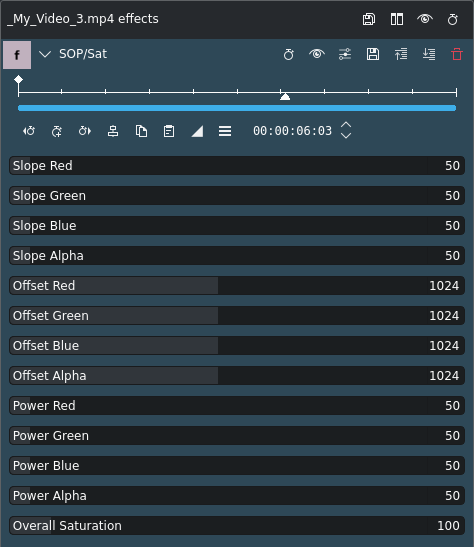 _My_Video_3.mp4 effects
f SOP/Sat
00:00:06:03
Slope Red 50
Slope Green 50
Slope Blue 50
Slope Alpha 50
Offset Red 1024
Offset Green 1024
Offset Blue 1024
Offset Alpha 1024
Power Red 50
Power Green 50
Power Blue 50
Power Alpha 50
Overall Saturation 100